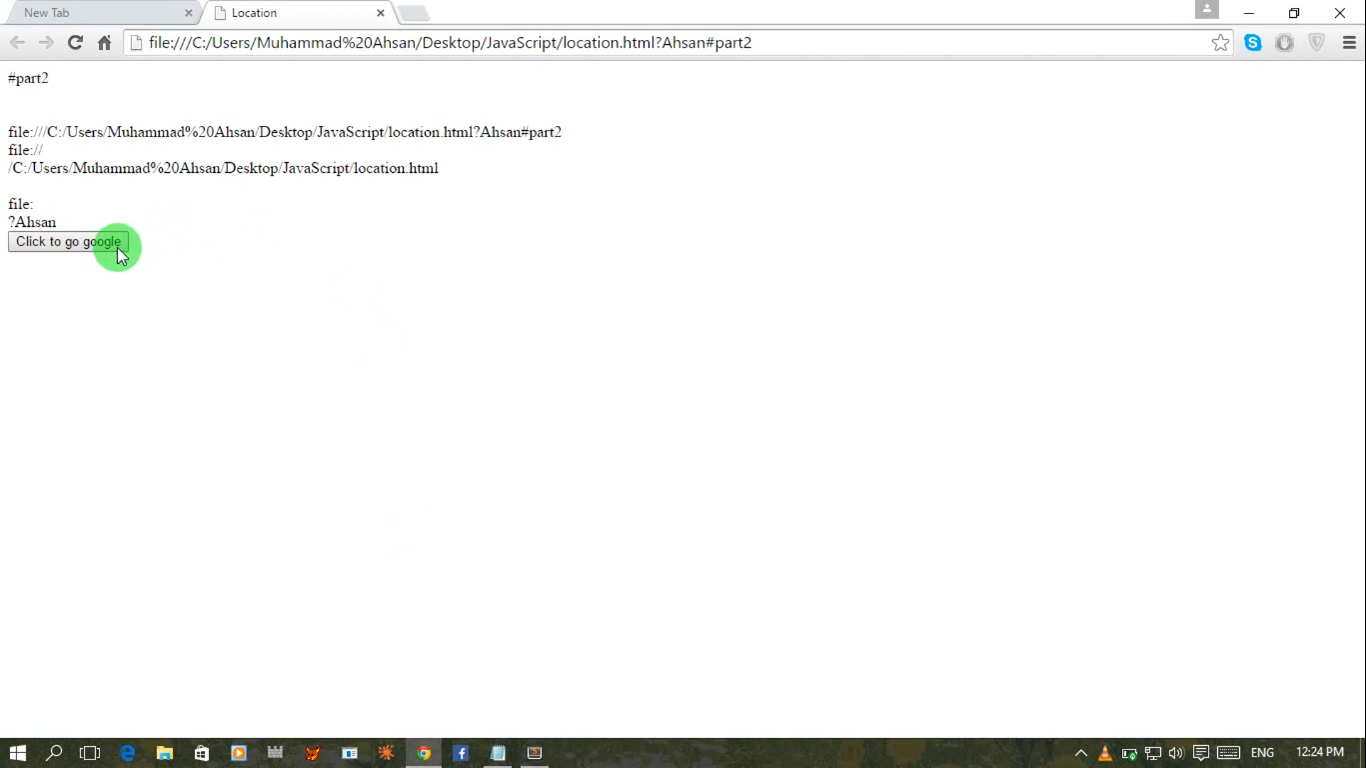 New Tab
Location
file:///C:/Users/Muhammad%20Ahsan/Desktop/JavaScript/location.html?Ahsan#part2
#part2
file:///C:/Users/Muhammad%20Ahsan/Desktop/JavaScript/location.html?Ahsan#part2
file://
/C:/Users/Muhammad%20Ahsan/Desktop/JavaScript/location.html
file:
?Ahsan
Click to go google
ENG
12:24 PM